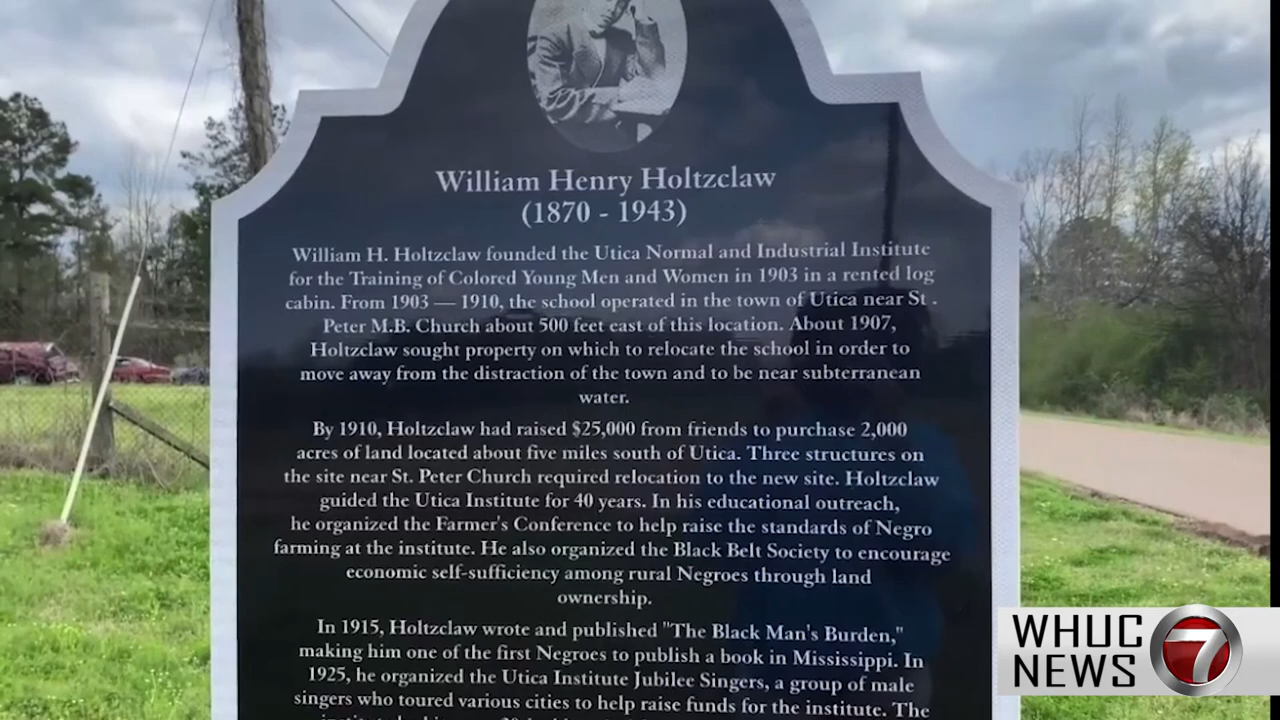 William Henry Holtzclaw
(1870 - 1943)
William H. Holtzclaw founded the Utica Normal and Industrial Institute
for the Training of Colored Young Men and Women in 1903 in a rented log
cabin. From 1903 — 1910, the school operated in the town of Utica near St .
Peter M.B. Church about 500 feet east of this location. About 1907,
Holtzclaw sought property on which to relocate the school in order to
move away from the distraction of the town and to be near subterranean
water.
By 1910, Holtzclaw had raised $25,000 from friends to purchase 2,000
acres of land located about five miles south of Utica. Three structures on
the site near St. Peter Church required relocation to the new site. Holtzclaw
guided the Utica Institute for 40 years. In his educational outreach,
he organized the Farmer's Conference to help raise the standards of Negro
farming at the institute. He also organized the Black Belt Society to encourage
economic self-sufficiency among rural Negroes through land
ownership.
In 1915, Holtzclaw wrote and published "The Black Man's Burden,"
making him one of the first Negroes to publish a book in Mississippi. In
1925, he organized the Utica Institute Jubilee Singers, a group of male
singers who toured various cities to help raise funds for the institute. The
WHUC
NEWS
7